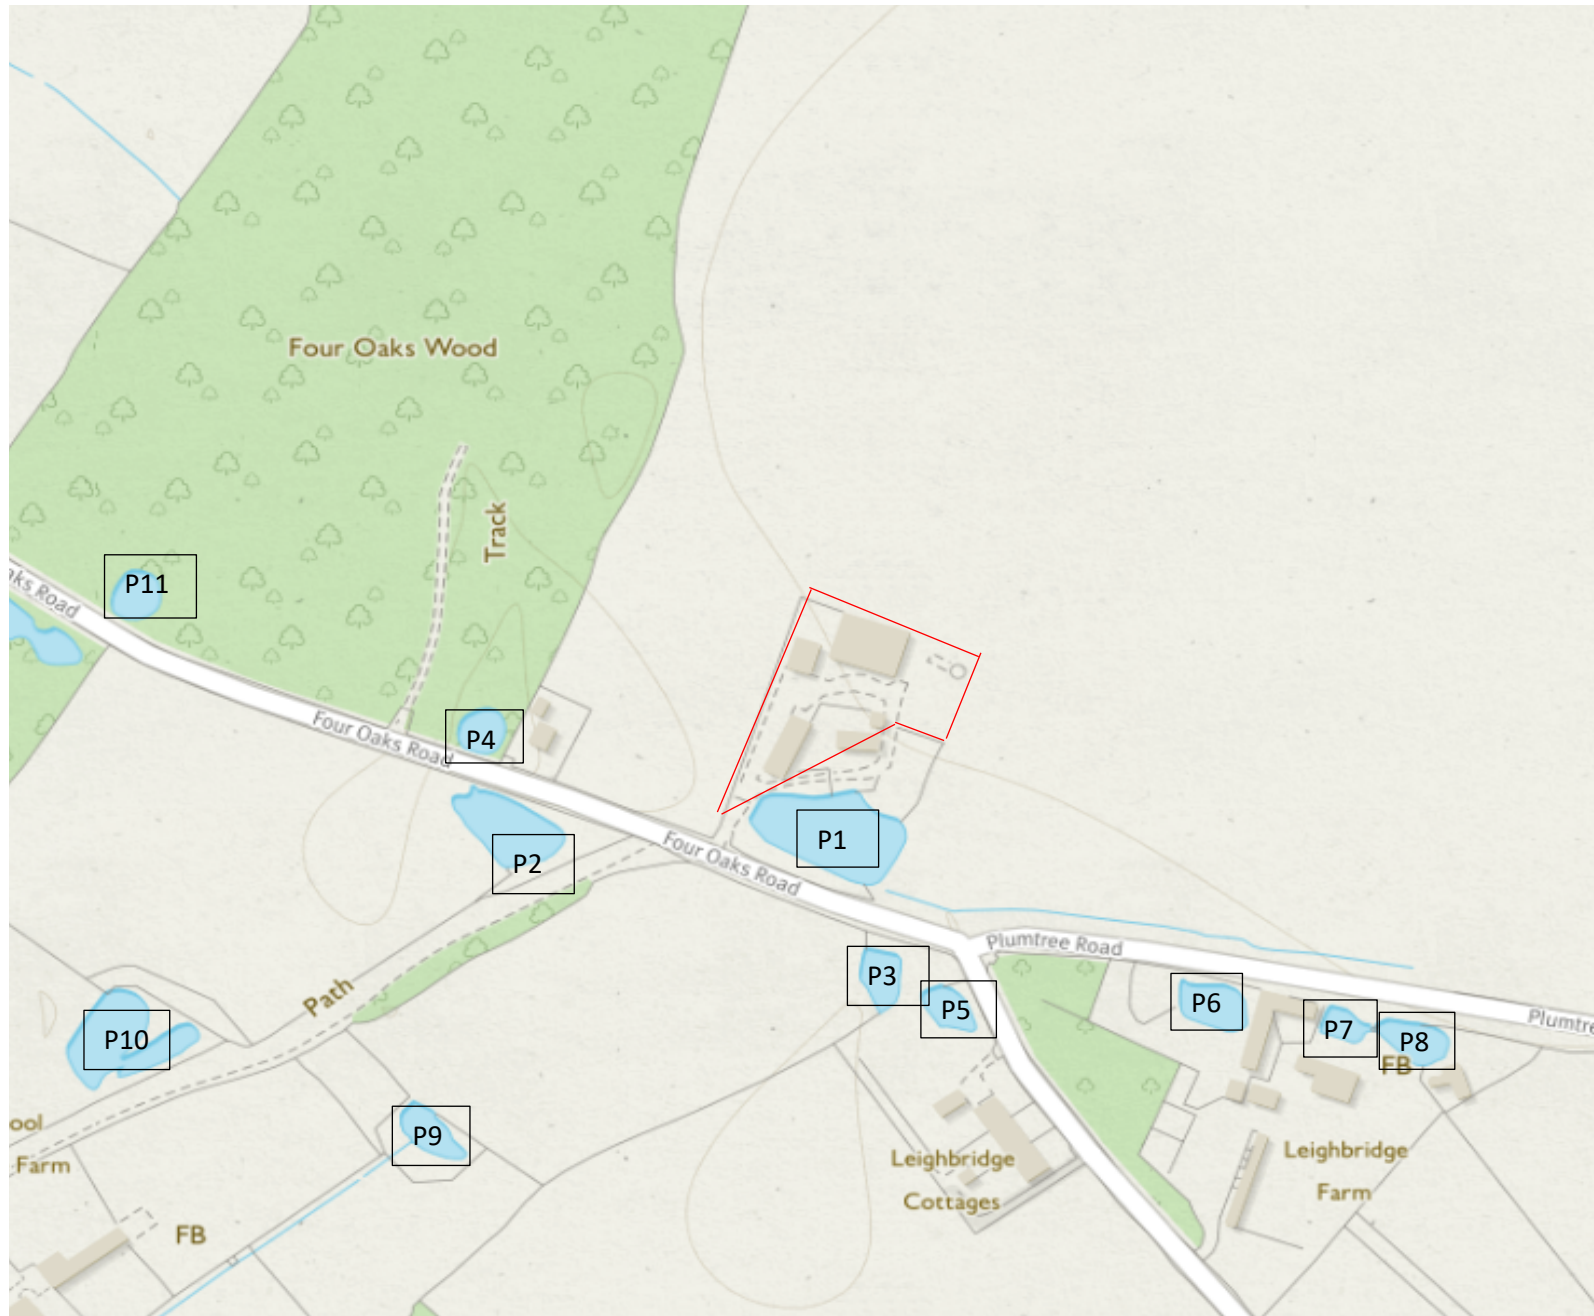 Four Oaks Wood
Track
P11
aks Road
Four Oaks Road
P4
P2
P1
Four Oaks Road
Plumtree Road
P3
P5
P6
P7
P8
Plumtre
FB
Path
P10
P9
ool
Farm
FB
Leighbridge
Cottages
Leighbridge
Farm